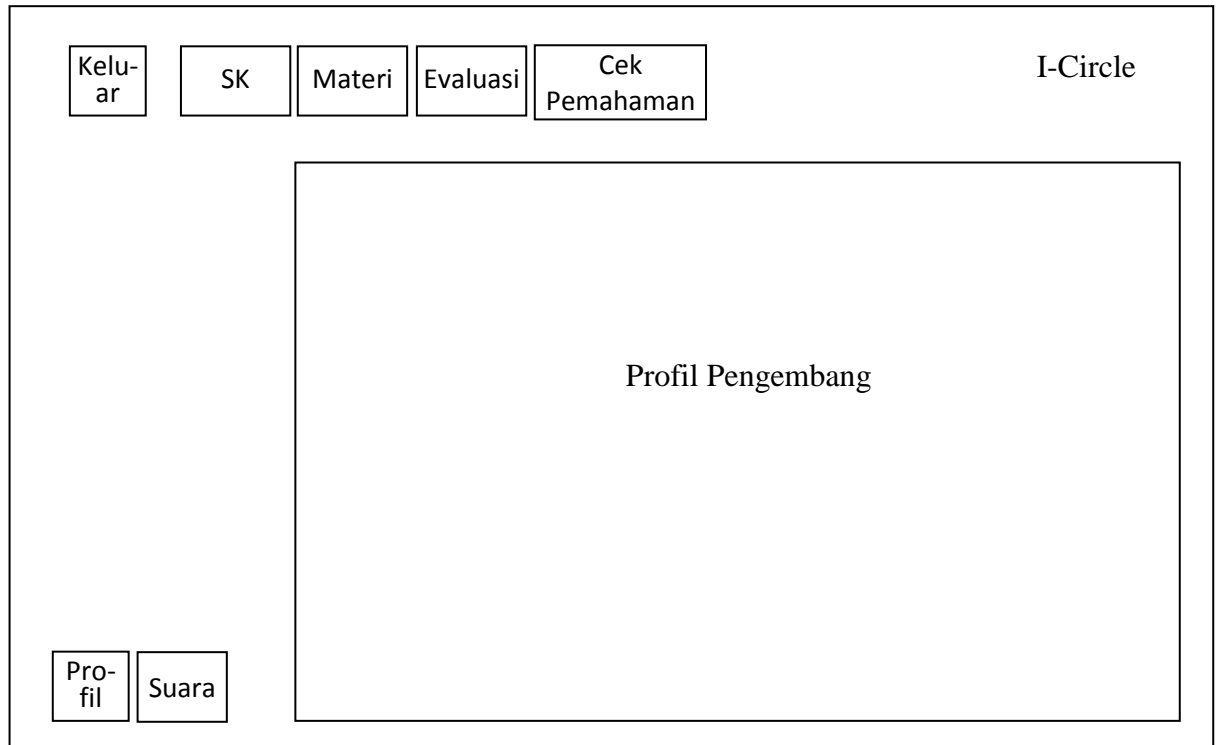 Kelu-
ar
SK
Materi
Evaluasi
Cek
Pemahaman
I-Circle
Profil Pengembang
Pro-
fil
Suara